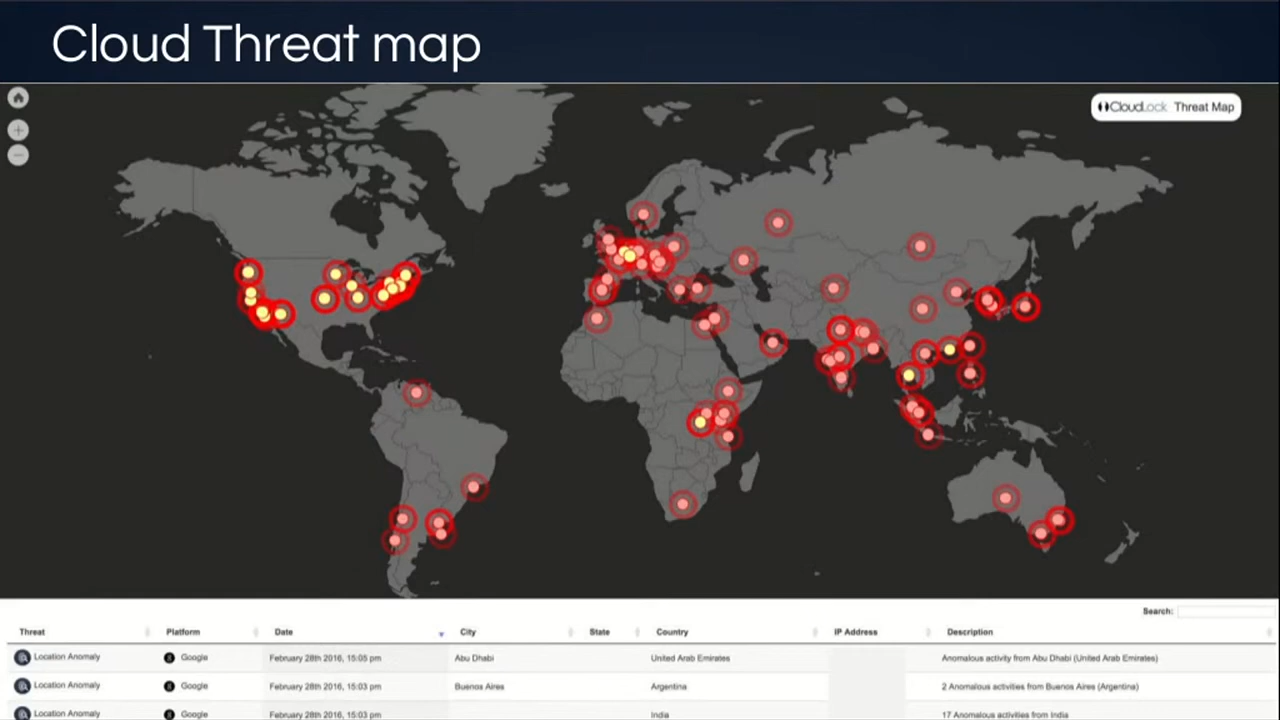 Cloud Threat map
CloudLock Threat Map
Search:
Threat Platform Date City State Country IP Address Description
Location Anomaly Google February 28th 2016, 15:05 pm Abu Dhabi United Arab Emirates Anomalous activity from Abu Dhabi (United Arab Emirates)
Location Anomaly Google February 28th 2016, 15:03 pm Buenos Aires Argentina 2 Anomalous activities from Buenos Aires (Argentina)
Location Anomaly Google February 28th 2016, 15:03 pm India 17 Anomalous activities from India